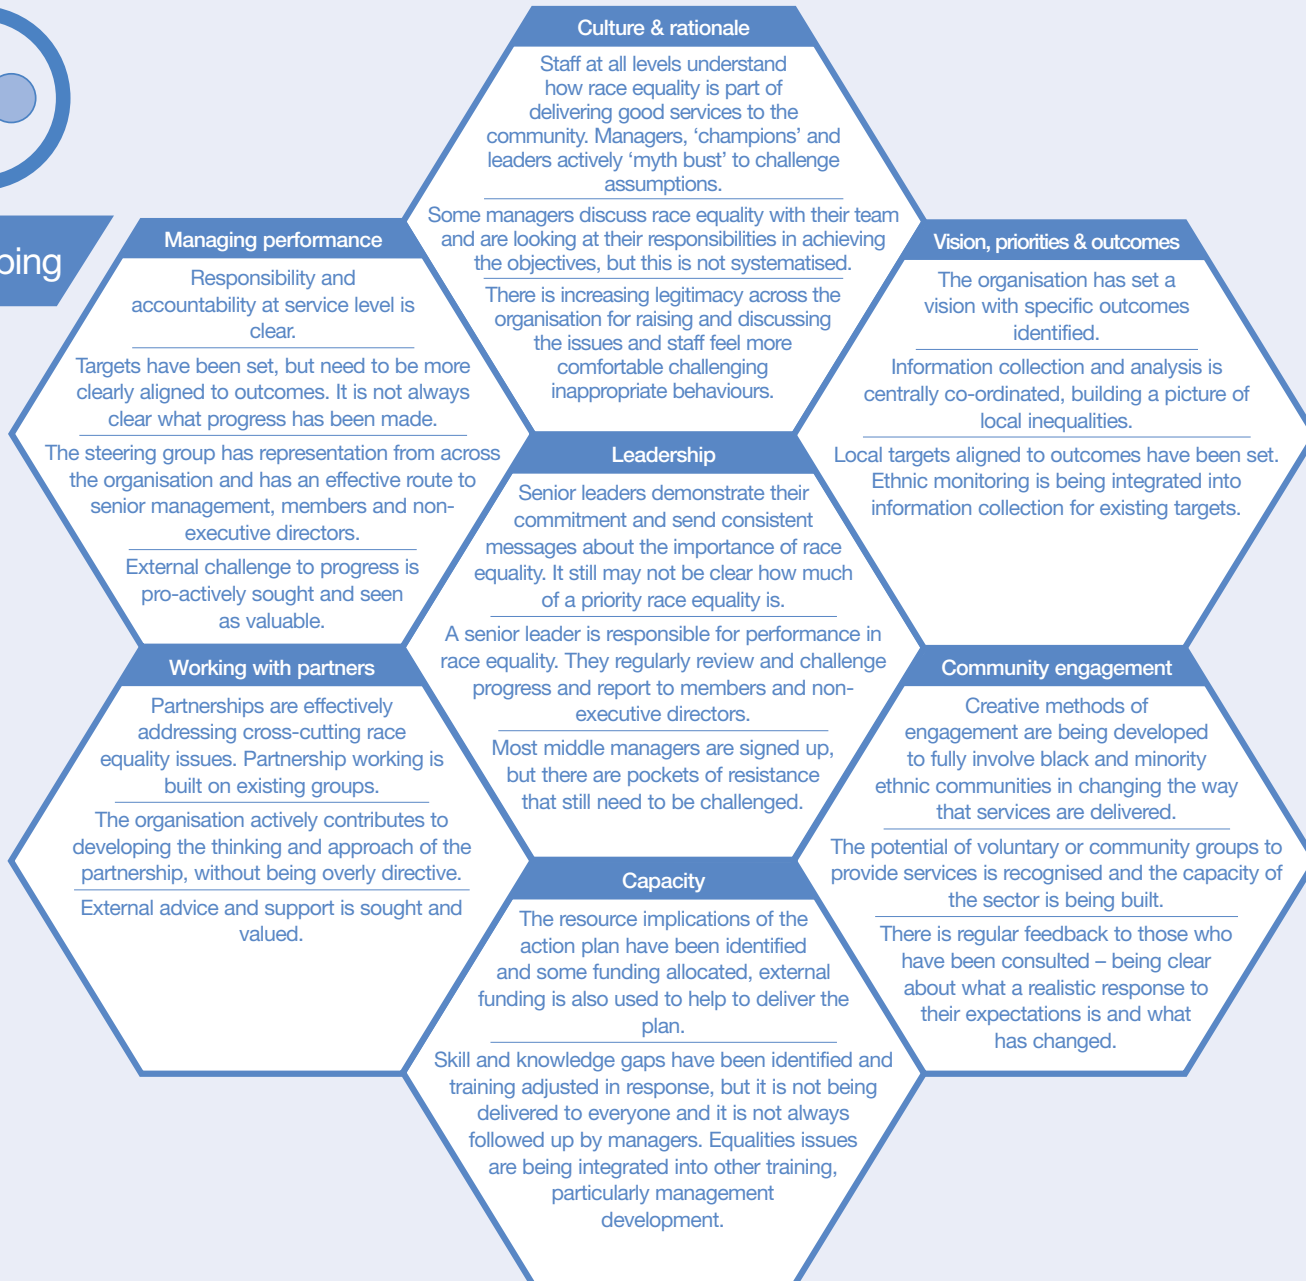 Culture & rationale
Staff at all levels understand
how race equality is part of
delivering good services to the
community. Managers, ‘champions’ and
leaders actively ‘myth bust’ to challenge
assumptions.
Some managers discuss race equality with their team
and are looking at their responsibilities in achieving
the objectives, but this is not systematised.
There is increasing legitimacy across the
organisation for raising and discussing
the issues and staff feel more
comfortable challenging
inappropriate behaviours.
Managing performance
Responsibility and
accountability at service level is
clear.
Targets have been set, but need to be more
clearly aligned to outcomes. It is not always
clear what progress has been made.
The steering group has representation from across
the organisation and has an effective route to
senior management, members and non-
executive directors.
External challenge to progress is
pro-actively sought and seen
as valuable.
Vision, priorities & outcomes
The organisation has set a
vision with specific outcomes
identified.
Information collection and analysis is
centrally co-ordinated, building a picture of
local inequalities.
Local targets aligned to outcomes have been set.
Ethnic monitoring is being integrated into
information collection for existing targets.
Leadership
Senior leaders demonstrate their
commitment and send consistent
messages about the importance of race
equality. It still may not be clear how much
of a priority race equality is.
A senior leader is responsible for performance in
race equality. They regularly review and challenge
progress and report to members and non-
executive directors.
Most middle managers are signed up,
but there are pockets of resistance
that still need to be challenged.
Working with partners
Partnerships are effectively
addressing cross-cutting race
equality issues. Partnership working is
built on existing groups.
The organisation actively contributes to
developing the thinking and approach of the
partnership, without being overly directive.
External advice and support is sought and
valued.
Community engagement
Creative methods of
engagement are being developed
to fully involve black and minority
ethnic communities in changing the way
that services are delivered.
The potential of voluntary or community groups to
provide services is recognised and the capacity of
the sector is being built.
There is regular feedback to those who
have been consulted – being clear
about what a realistic response to
their expectations is and what
has changed.
Capacity
The resource implications of the
action plan have been identified
and some funding allocated, external
funding is also used to help to deliver the
plan.
Skill and knowledge gaps have been identified and
training adjusted in response, but it is not being
delivered to everyone and it is not always
followed up by managers. Equalities issues
are being integrated into other training,
particularly management
development.